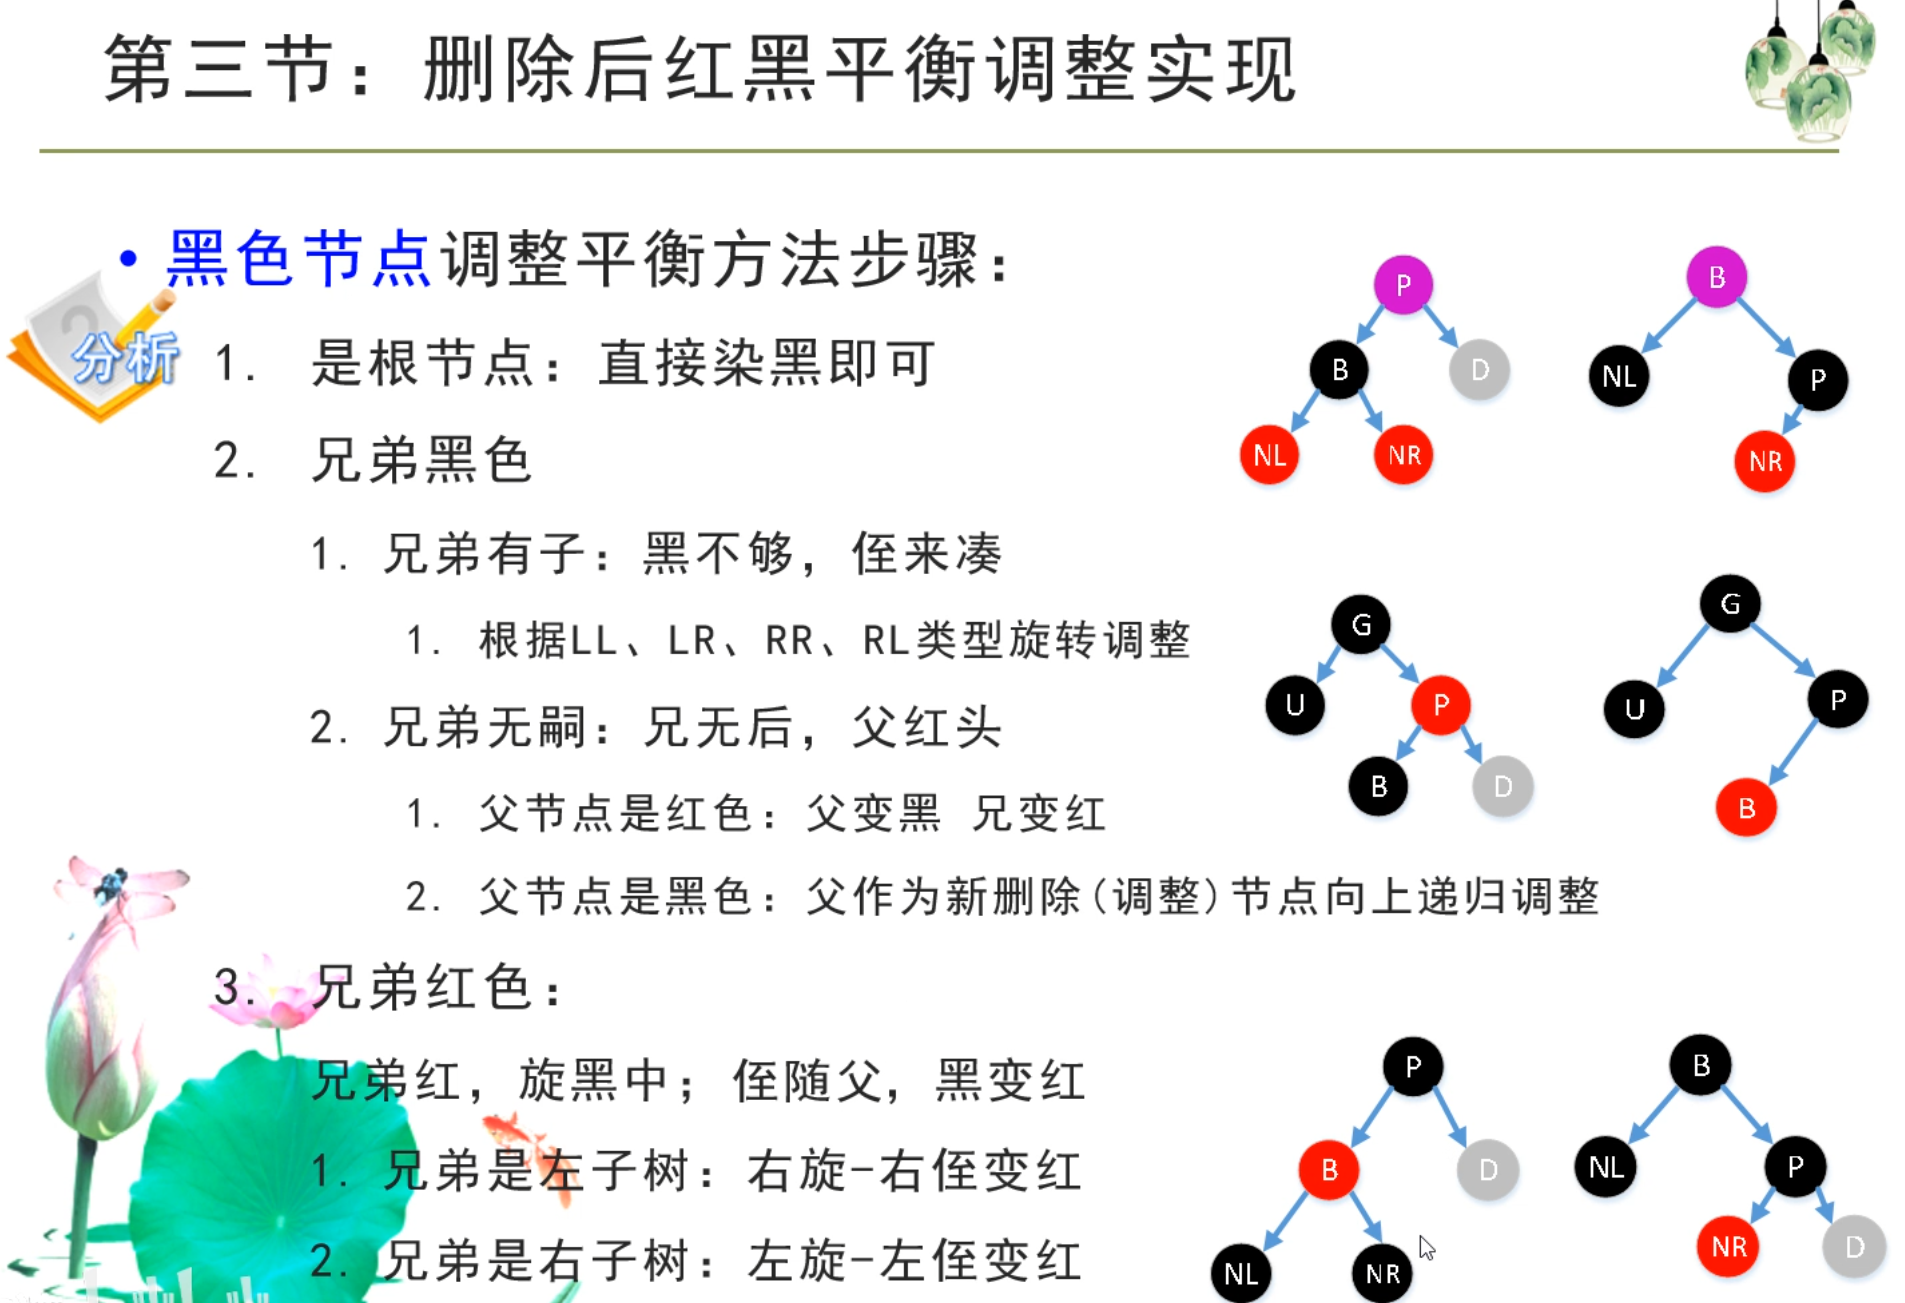 第三节：删除后红黑平衡调整实现
• 黑色节点调整平衡方法步骤：
分析
1. 是根节点：直接染黑即可
2. 兄弟黑色
1. 兄弟有子：黑不够，侄来凑
1. 根据LL、LR、RR、RL类型旋转调整
2. 兄弟无嗣：兄无后，父红头
1. 父节点是红色：父变黑 兄变红
2. 父节点是黑色：父作为新删除(调整)节点向上递归调整
3. 兄弟红色：
兄弟红，旋黑中；侄随父，黑变红
1. 兄弟是左子树：右旋-右侄变红
2. 兄弟是右子树：左旋-左侄变红
P
B D
NL NR
B
NL P
NR
G
U P
B D
G
U P
B
P
B D
NL NR
B
NL P
NR D